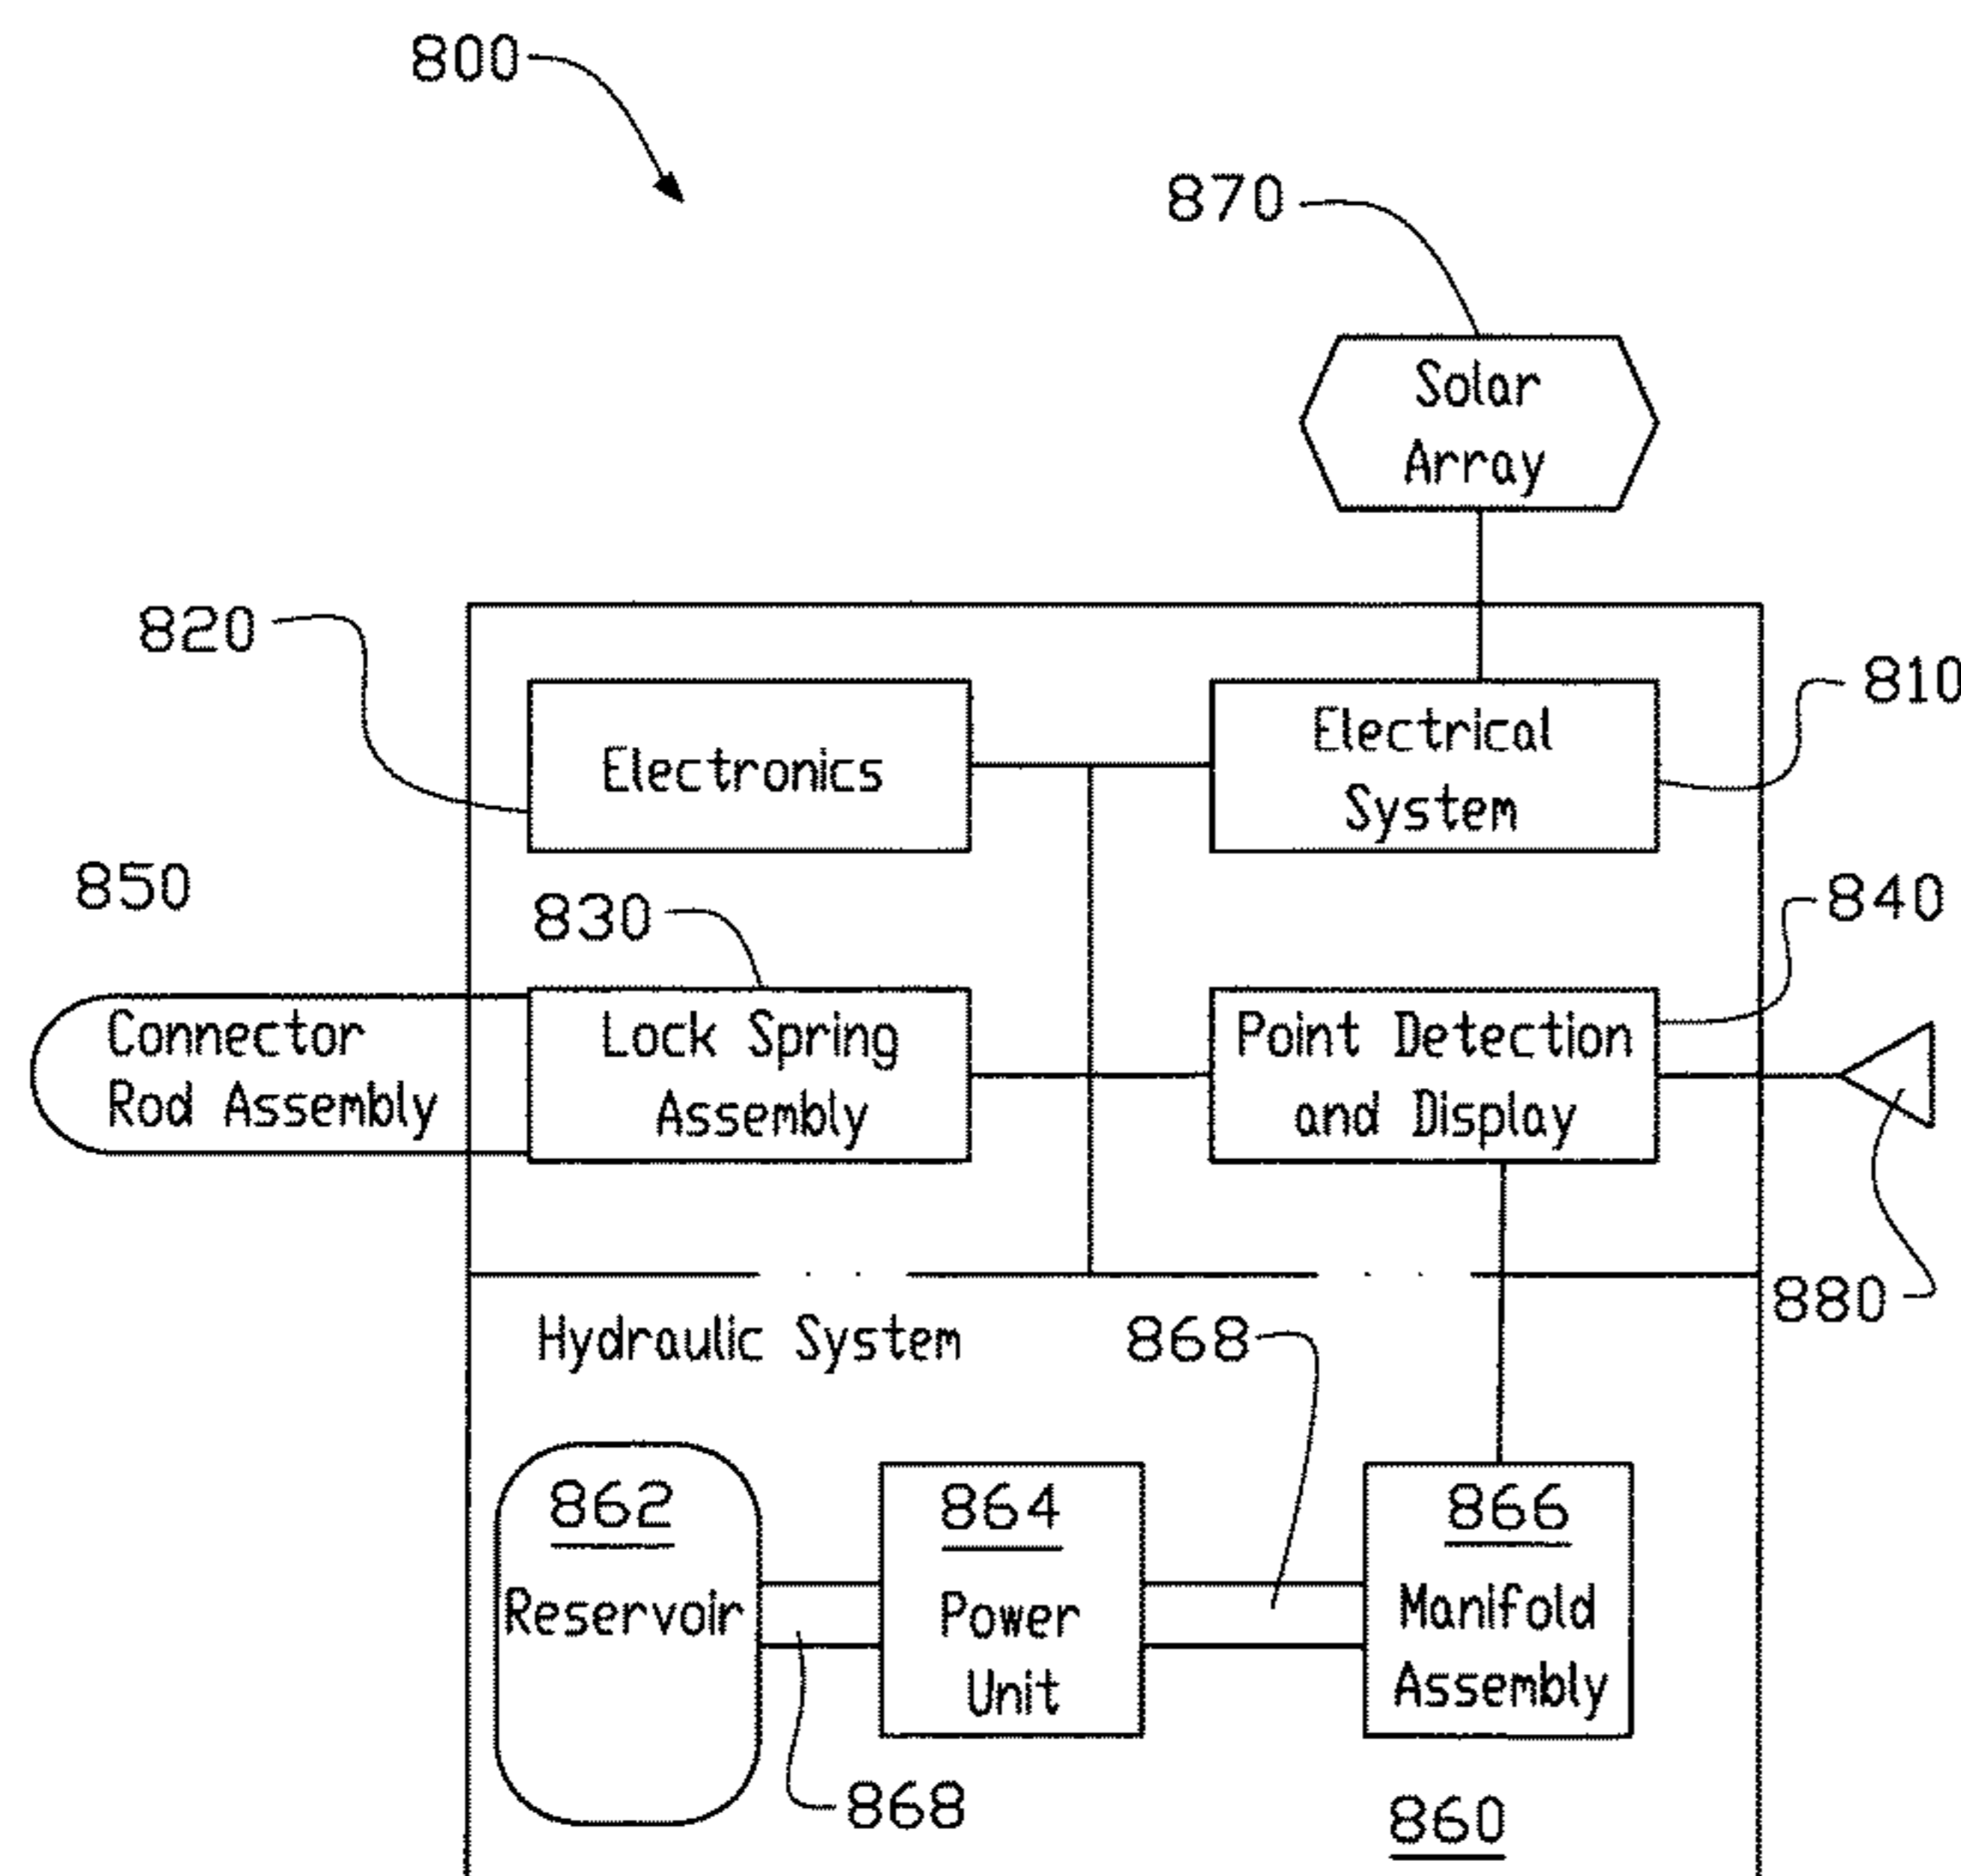 800
870
Solar
Array
820
810
Electronics
Electrical
System
850
830
840
Connector
Rod Assembly
Lock Spring
Assembly
Point Detection
and Display
880
Hydraulic System
868
862
Reservoir
864
Power
Unit
866
Manifold
Assembly
868
860